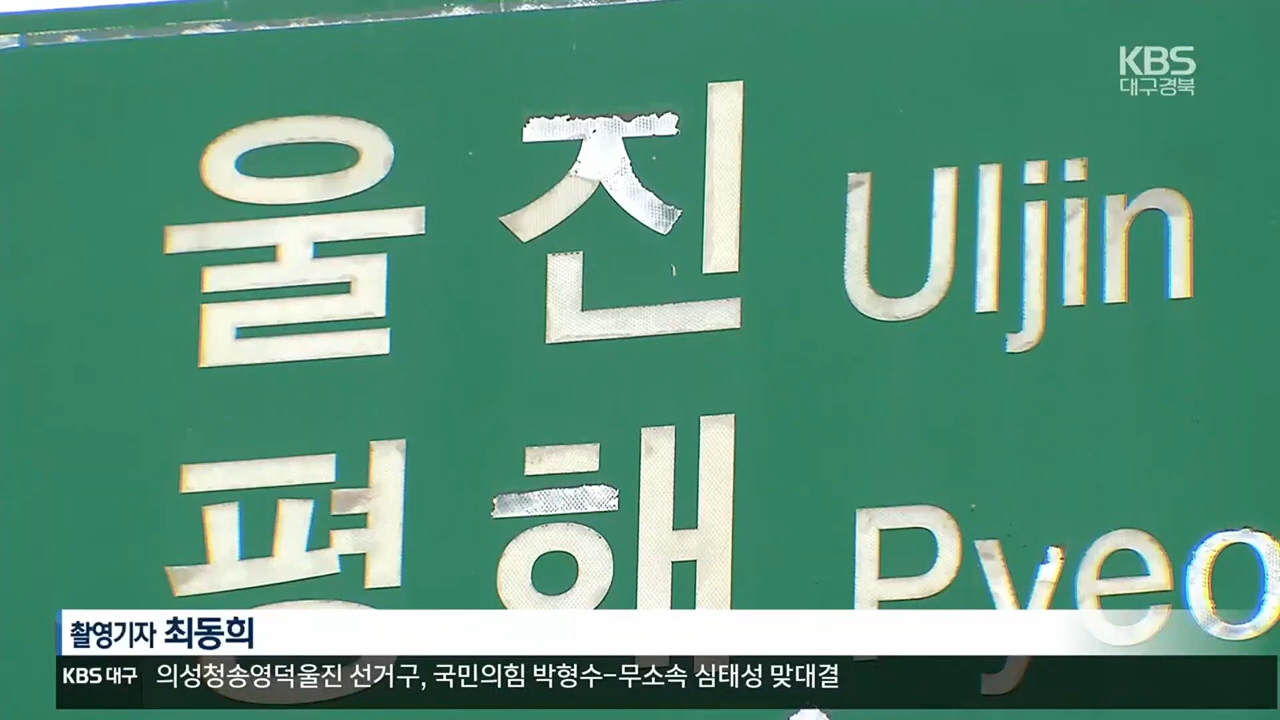 KBS
대구경북
울진 Uljin
평해 Pyeo
촬영기자 최동희
KBS 대구 의성청송영덕울진 선거구, 국민의힘 박형수-무소속 심태성 맞대결